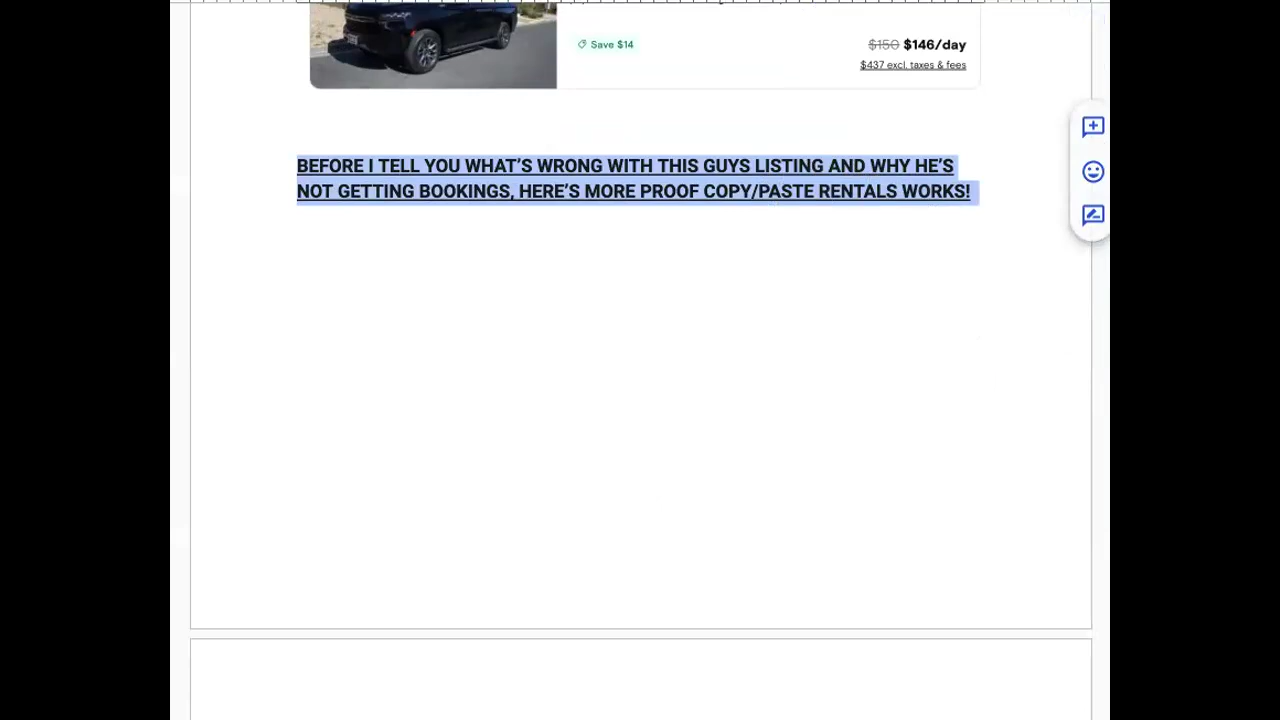 Save $14
$150 $146/day
$437 excl. taxes & fees
BEFORE I TELL YOU WHAT’S WRONG WITH THIS GUYS LISTING AND WHY HE’S
NOT GETTING BOOKINGS, HERE’S MORE PROOF COPY/PASTE RENTALS WORKS!